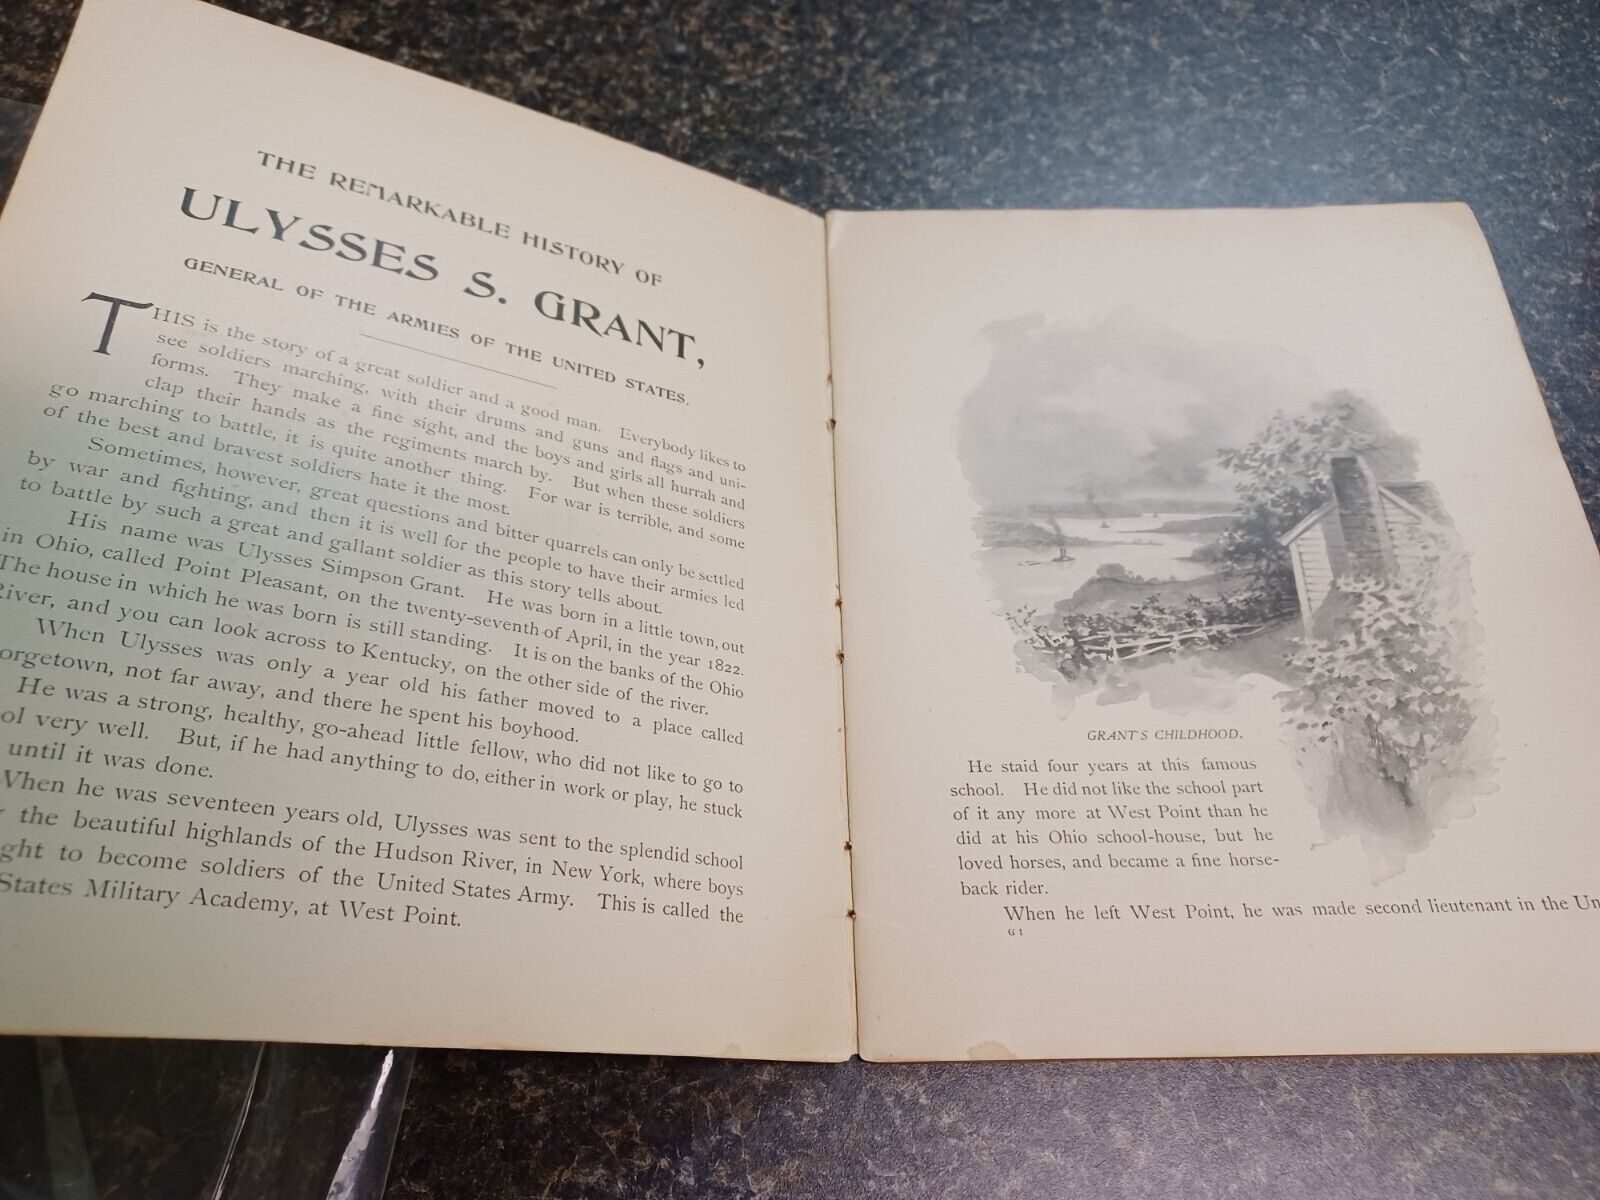 THE REMARKABLE HISTORY OF
ULYSSES S. GRANT,
GENERAL OF THE ARMIES OF THE UNITED STATES.
THIS is the story of a great soldier and a good man. Everybody likes to
see soldiers marching, with their drums and guns and flags and uni-
forms. They make a fine sight, and the boys and girls all hurrah and
clap their hands as the regiments march by. But when these soldiers
go marching to battle, it is quite another thing. For war is terrible, and some
of the best and bravest soldiers hate it the most.
Sometimes, however, great questions and bitter quarrels can only be settled
by war and fighting, and then it is well for the people to have their armies led
to battle by such a great and gallant soldier as this story tells about.
His name was Ulysses Simpson Grant. He was born in a little town, out
in Ohio, called Point Pleasant, on the twenty-seventh of April, in the year 1822.
The house in which he was born is still standing. It is on the banks of the Ohio
River, and you can look across to Kentucky, on the other side of the river.
When Ulysses was only a year old his father moved to a place called
orgetown, not far away, and there he spent his boyhood.
He was a strong, healthy, go-ahead little fellow, who did not like to go to
ol very well. But, if he had anything to do, either in work or play, he stuck
until it was done.
When he was seventeen years old, Ulysses was sent to the splendid school
the beautiful highlands of the Hudson River, in New York, where boys
ght to become soldiers of the United States Army. This is called the
States Military Academy, at West Point.
GRANT'S CHILDHOOD.
He staid four years at this famous
school. He did not like the school part
of it any more at West Point than he
did at his Ohio school-house, but he
loved horses, and became a fine horse-
back rider.
When he left West Point, he was made second lieutenant in the Un
G 1